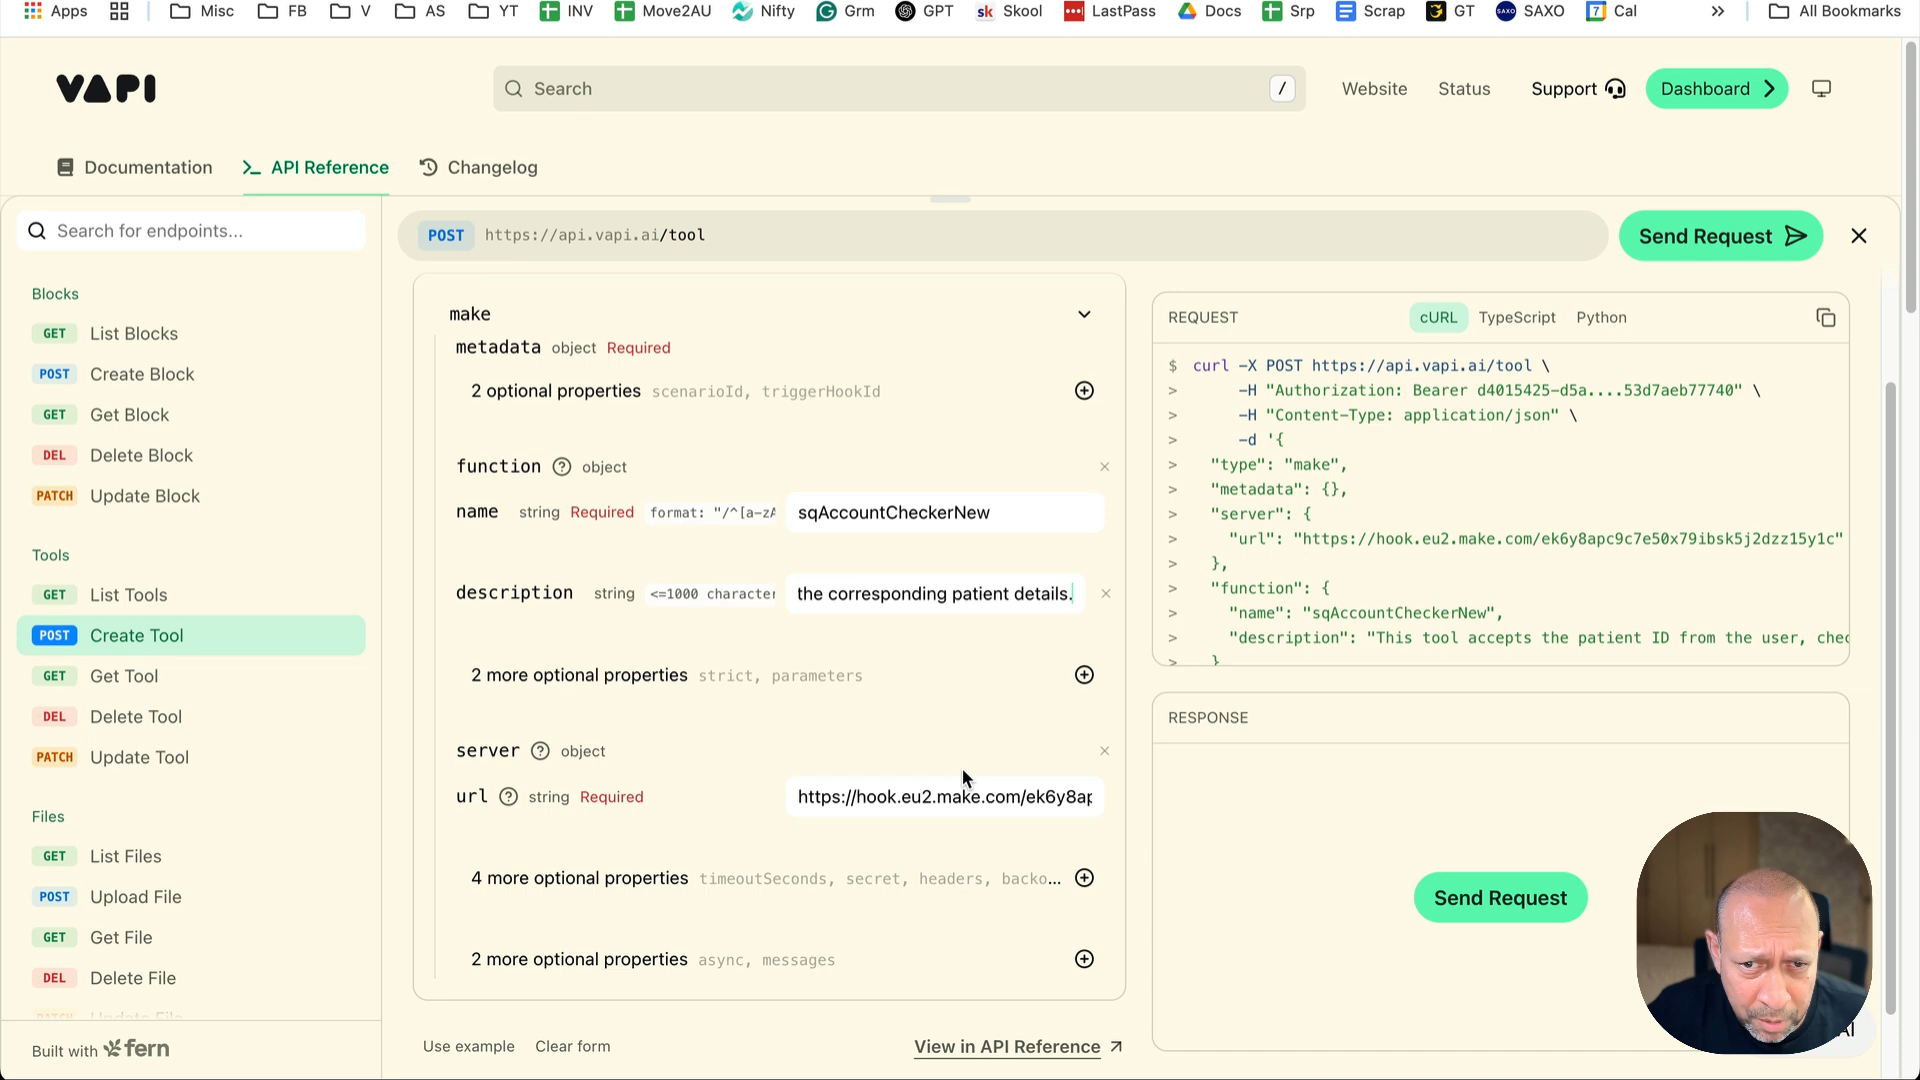 Apps Misc FB V AS YT INV Move2AU Nifty Grm GPT sk Skool LastPass Docs Srp Scrap GT SAXO SAXO 7 Cal » All Bookmarks
VAPI Search / Website Status Support Dashboard
Documentation API Reference Changelog
Search for endpoints...
POST https://api.vapi.ai/tool Send Request
Blocks
GET List Blocks
POST Create Block
GET Get Block
DEL Delete Block
PATCH Update Block
Tools
GET List Tools
POST Create Tool
GET Get Tool
DEL Delete Tool
PATCH Update Tool
Files
GET List Files
POST Upload File
GET Get File
DEL Delete File
PATCH Update File
Built with fern
make
metadata object Required
2 optional properties scenarioId, triggerHookId
function ? object
name string Required format: "/^[a-zA sqAccountCheckerNew
description string <=1000 character the corresponding patient details.
2 more optional properties strict, parameters
server ? object
url ? string Required https://hook.eu2.make.com/ek6y8ap
4 more optional properties timeoutSeconds, secret, headers, backo...
2 more optional properties async, messages
Use example Clear form View in API Reference
REQUEST cURL TypeScript Python
$ curl -X POST https://api.vapi.ai/tool \
> -H "Authorization: Bearer d4015425-d5a....53d7aeb77740" \
> -H "Content-Type: application/json" \
> -d '{
> "type": "make",
> "metadata": {},
> "server": {
> "url": "https://hook.eu2.make.com/ek6y8apc9c7e50x79ibsk5j2dzz15y1c"
> },
> "function": {
> "name": "sqAccountCheckerNew",
> "description": "This tool accepts the patient ID from the user, chec
> }
RESPONSE
Send Request
AI